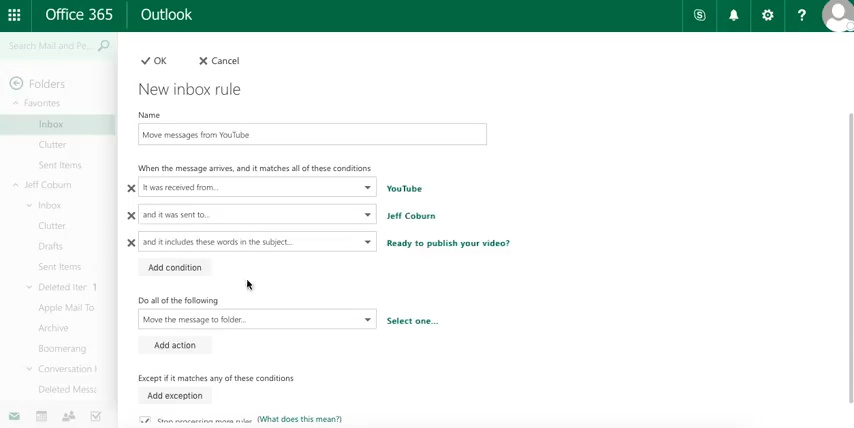 Office 365 Outlook ?
Search Mail and Pe...
OK Cancel
Folders
New inbox rule
Favorites
Name
Inbox
Move messages from YouTube
Clutter
Sent Items
When the message arrives, and it matches all of these conditions
Jeff Coburn
It was received from... YouTube
Inbox
and it was sent to... Jeff Coburn
Clutter
Drafts
and it includes these words in the subject... Ready to publish your video?
Sent Items
Add condition
Deleted Iter 1
Do all of the following
Apple Mail To
Move the message to folder... Select one...
Archive
Add action
Boomerang
Conversation
Except if it matches any of these conditions
Deleted Messa
Add exception
Stop processing more rules (What does this mean?)